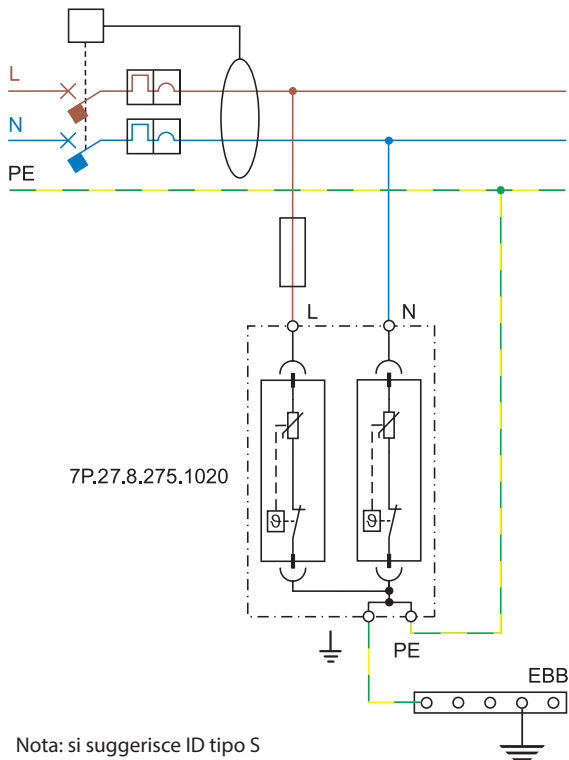 L
N
PE
L
N
7P.27.8.275.1020
ϑ
ϑ
PE
EBB
Nota: si suggerisce ID tipo S